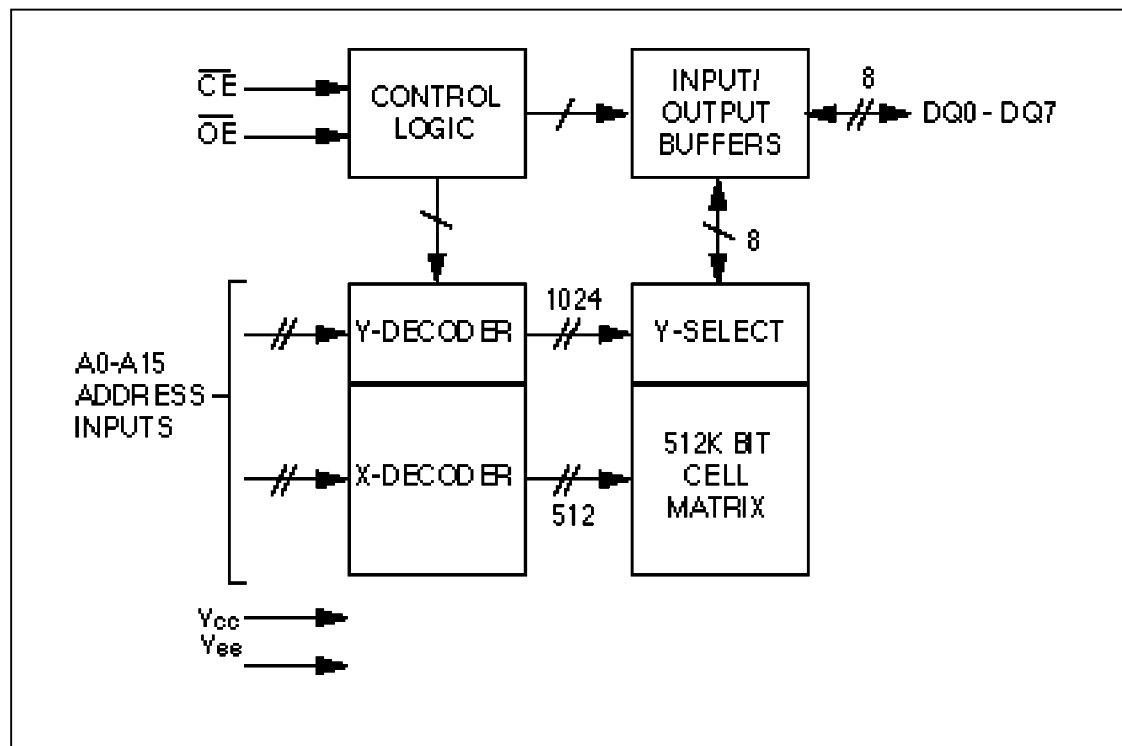 CE
OE
CONTROL
LOGIC
INPUT/
OUTPUT
BUFFERS
8
DQ0 - DQ7
8
A0-A15
ADDRESS
INPUTS
Y-DECODER
1024
Y-SELECT
X-DECODER
512
512K BIT
CELL
MATRIX
Vcc
Vee